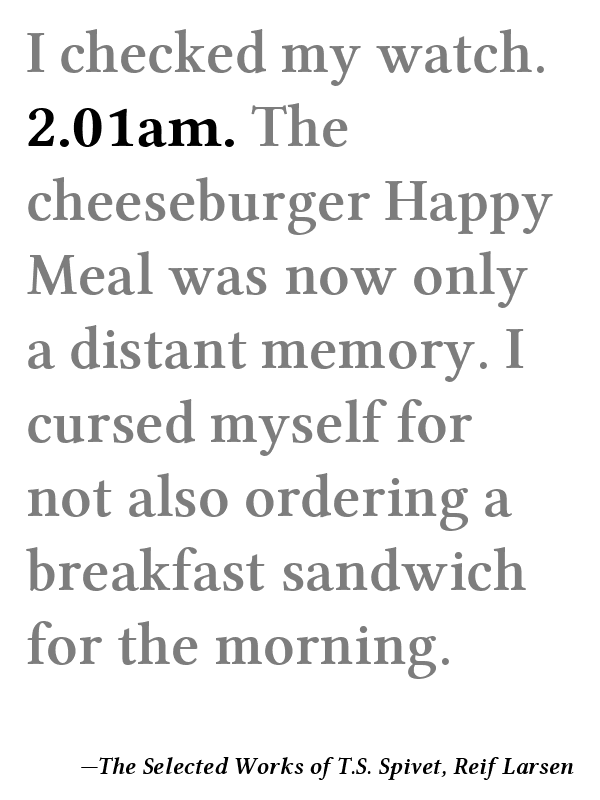 I checked my watch.
2.01am. The
cheeseburger Happy
Meal was now only
a distant memory. I
cursed myself for
not also ordering a
breakfast sandwich
for the morning.
—The Selected Works of T.S. Spivet, Reif Larsen